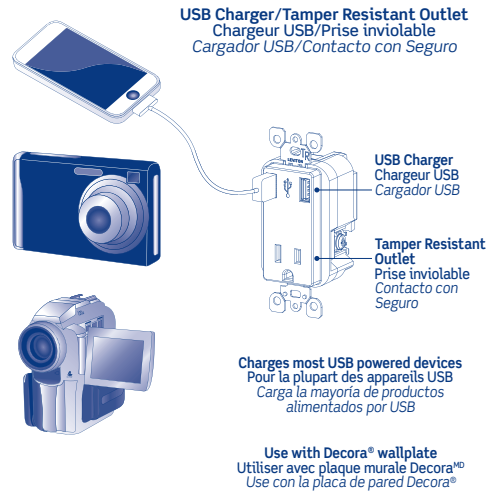 USB Charger/Tamper Resistant Outlet
Chargeur USB/Prise inviolable
Cargador USB/Contacto con Seguro
LEVITON
USB Charger
Chargeur USB
Cargador USB
Tamper Resistant
Outlet
Prise inviolable
Contacto con
Seguro
Charges most USB powered devices
Pour la plupart des appareils USB
Carga la mayoría de productos
alimentados por USB
Use with Decora® wallplate
Utiliser avec plaque murale Decoraᴹᴰ
Use con la placa de pared Decora®